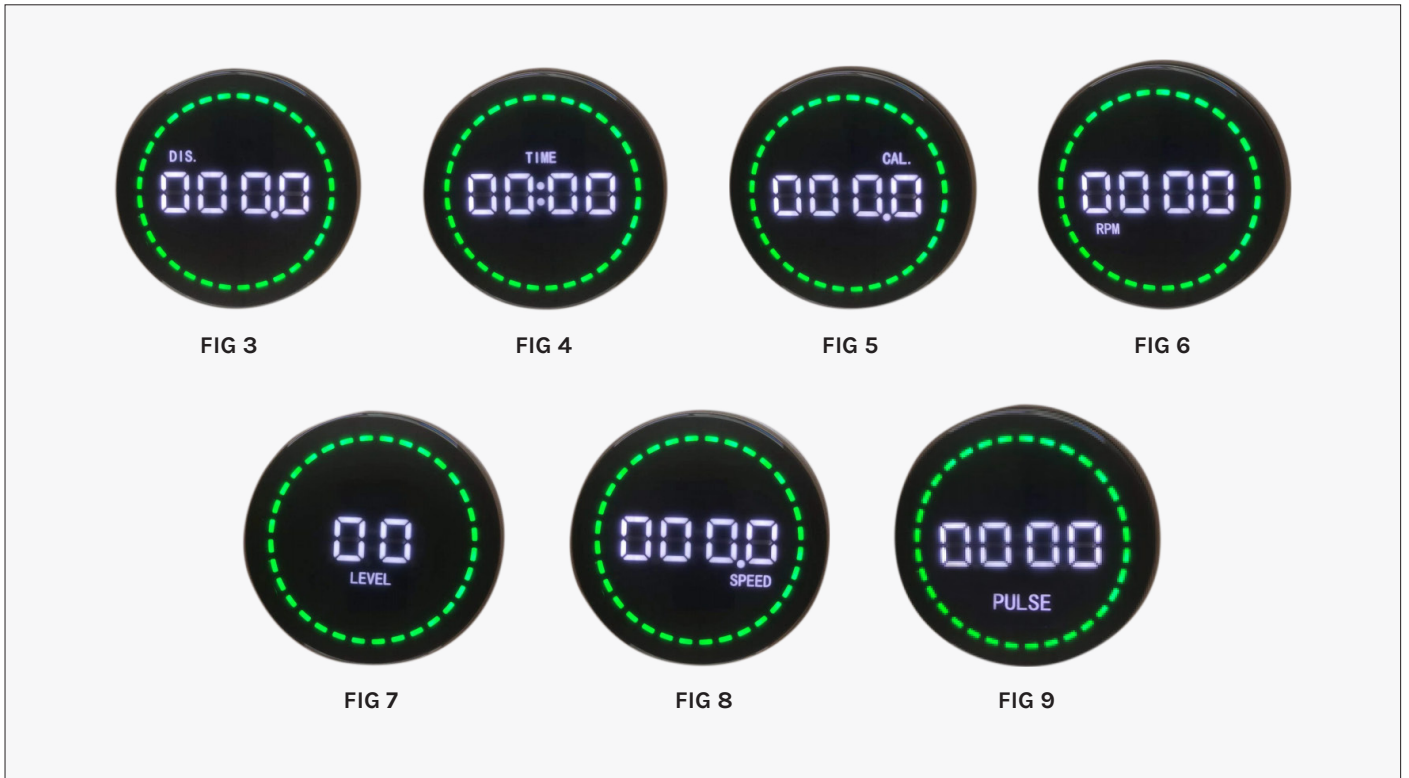 DIS.
000.0
FIG 3
TIME
00:00
FIG 4
CAL.
000.0
FIG 5
0000
RPM
FIG 6
00
LEVEL
FIG 7
000.0
SPEED
FIG 8
0000
PULSE
FIG 9